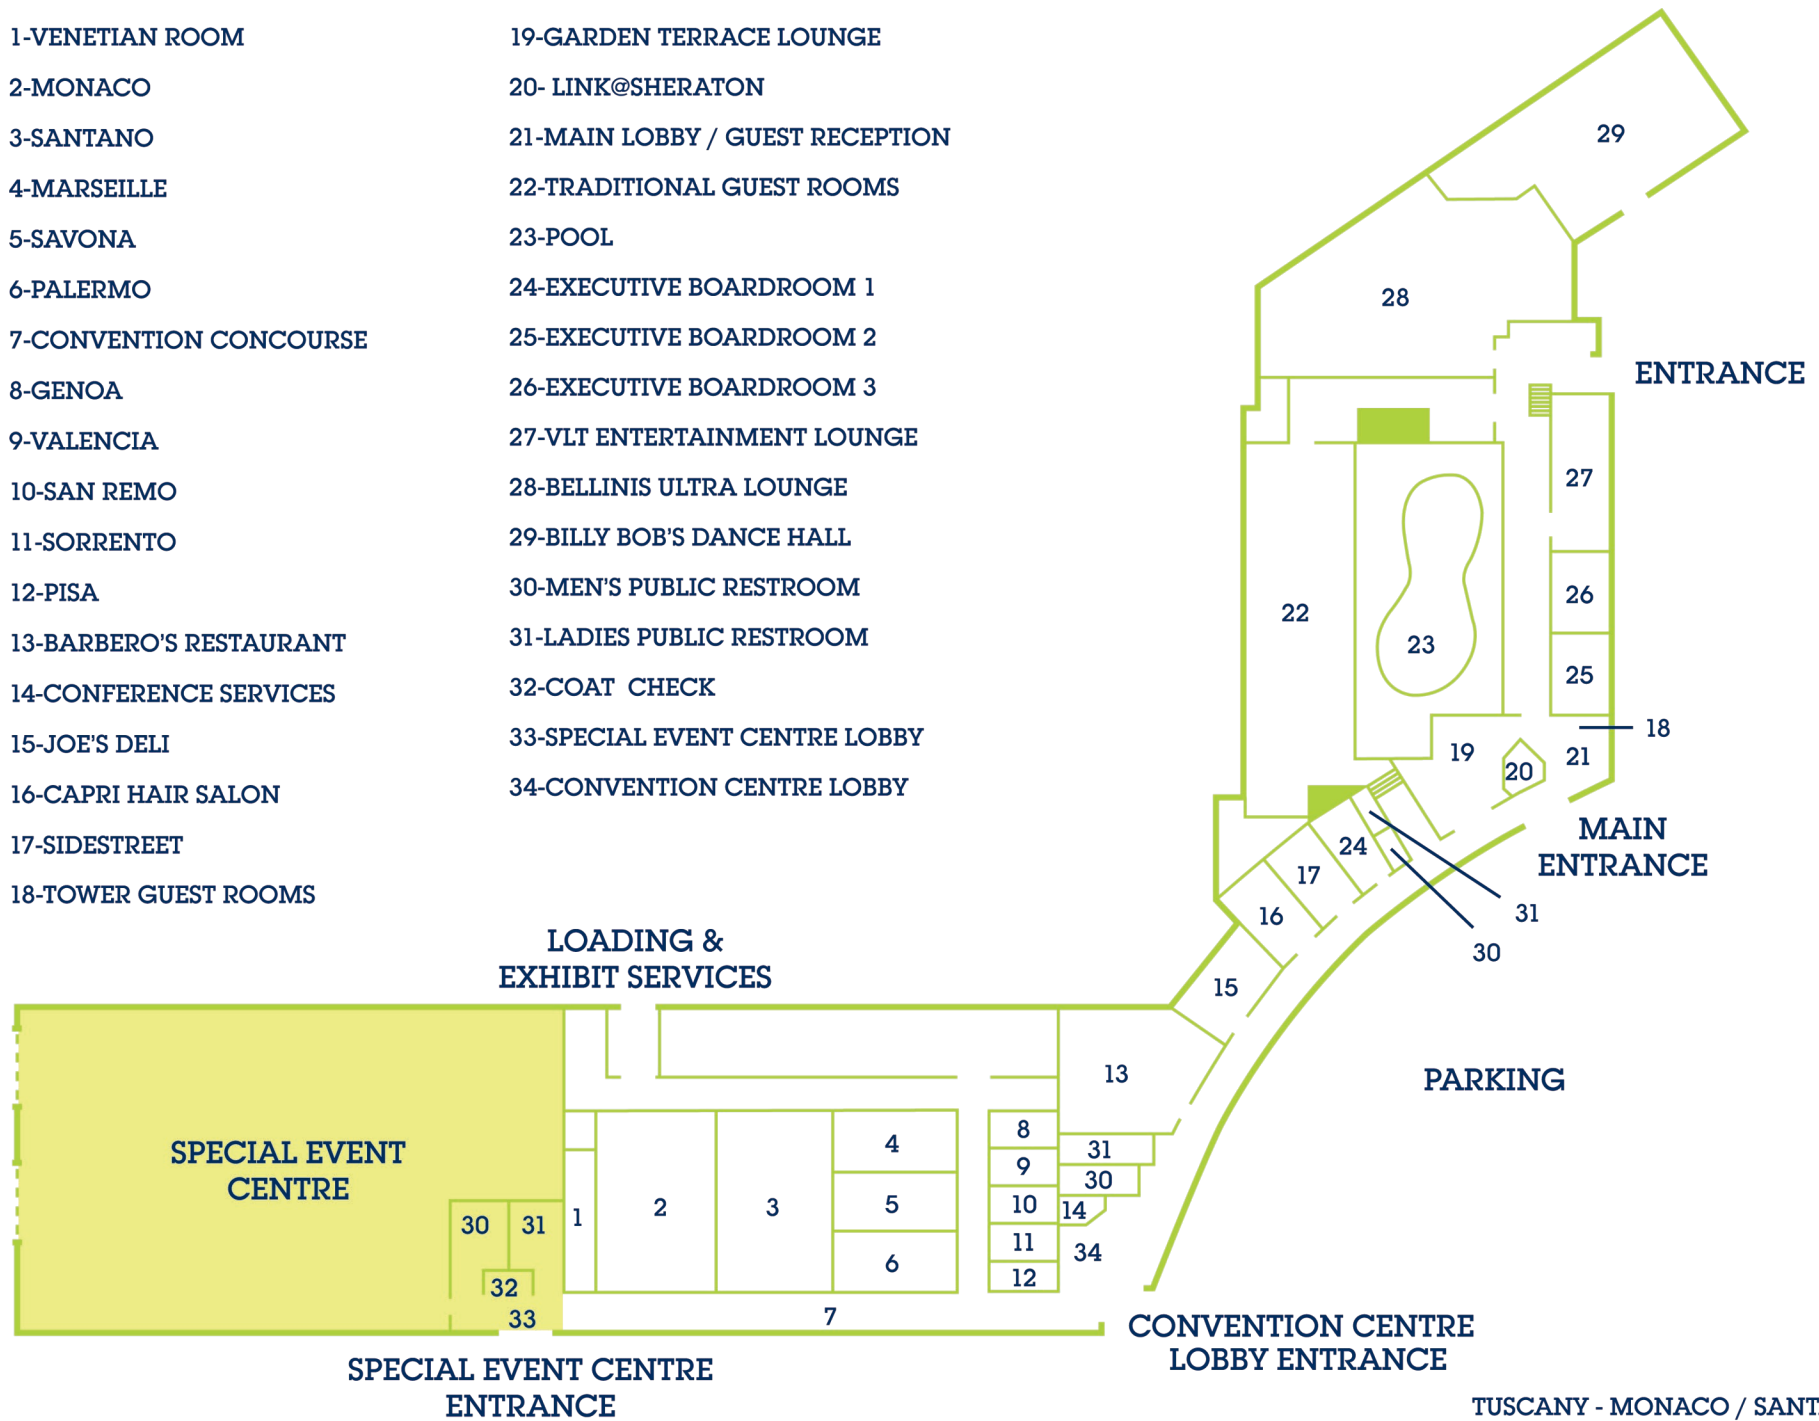 1-VENETIAN ROOM
2-MONACO
3-SANTANO
4-MARSEILLE
5-SAVONA
6-PALERMO
7-CONVENTION CONCOURSE
8-GENOA
9-VALENCIA
10-SAN REMO
11-SORRENTO
12-PISA
13-BARBERO'S RESTAURANT
14-CONFERENCE SERVICES
15-JOE'S DELI
16-CAPRI HAIR SALON
17-SIDESTREET
18-TOWER GUEST ROOMS
19-GARDEN TERRACE LOUNGE
20- LINK@SHERATON
21-MAIN LOBBY / GUEST RECEPTION
22-TRADITIONAL GUEST ROOMS
23-POOL
24-EXECUTIVE BOARDROOM 1
25-EXECUTIVE BOARDROOM 2
26-EXECUTIVE BOARDROOM 3
27-VLT ENTERTAINMENT LOUNGE
28-BELLINIS ULTRA LOUNGE
29-BILLY BOB'S DANCE HALL
30-MEN'S PUBLIC RESTROOM
31-LADIES PUBLIC RESTROOM
32-COAT CHECK
33-SPECIAL EVENT CENTRE LOBBY
34-CONVENTION CENTRE LOBBY
29
28
ENTRANCE
27
26
22
23
25
18
19
20
21
MAIN
ENTRANCE
24
17
16
31
30
15
LOADING &
EXHIBIT SERVICES
13
PARKING
SPECIAL EVENT
CENTRE
30
31
32
33
1
2
3
4
5
6
7
8
9
10
11
12
31
30
14
34
CONVENTION CENTRE
LOBBY ENTRANCE
SPECIAL EVENT CENTRE
ENTRANCE
TUSCANY - MONACO / SANT